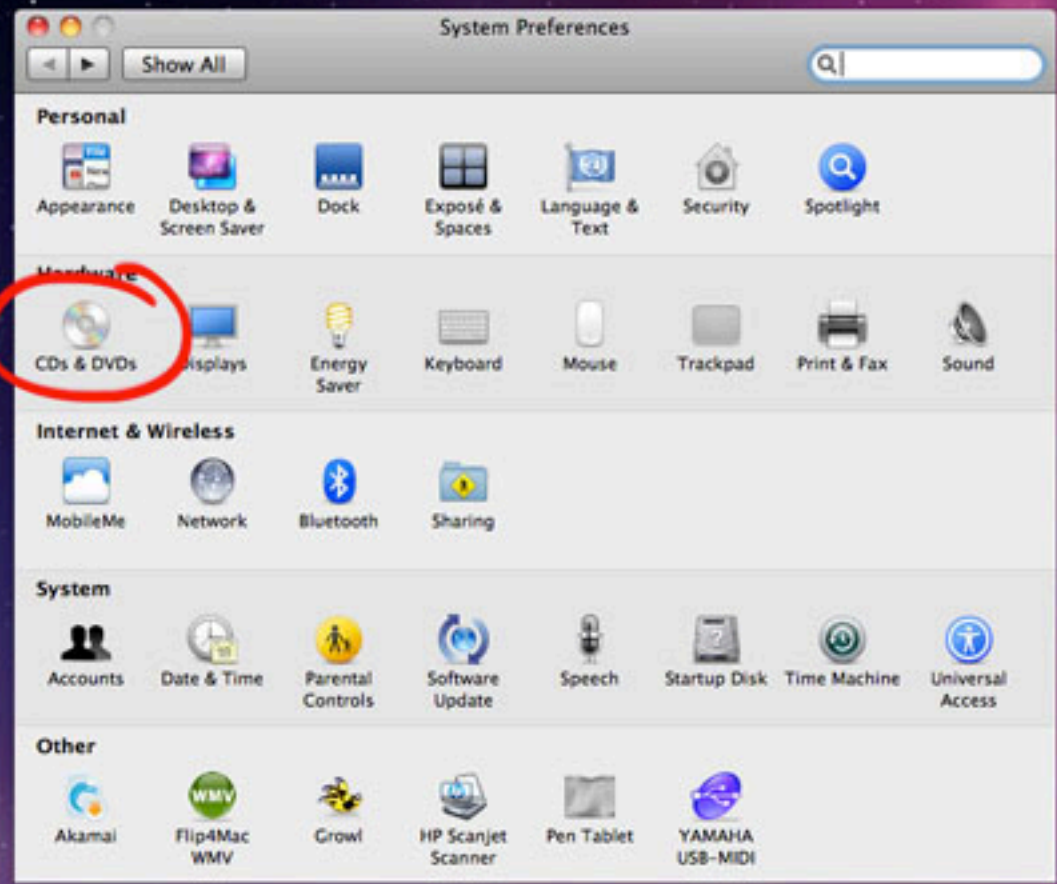 System Preferences
Show All
Personal
Appearance
Desktop &
Screen Saver
Dock
Exposé &
Spaces
Language &
Text
Security
Spotlight
Hardware
CDs & DVDs
Displays
Energy
Saver
Keyboard
Mouse
Trackpad
Print & Fax
Sound
Internet & Wireless
MobileMe
Network
Bluetooth
Sharing
System
Accounts
Date & Time
Parental
Controls
Software
Update
Speech
Startup Disk
Time Machine
Universal
Access
Other
Akamai
Flip4Mac
WMV
WMV
Growl
HP Scanjet
Scanner
Pen Tablet
YAMAHA
USB-MIDI